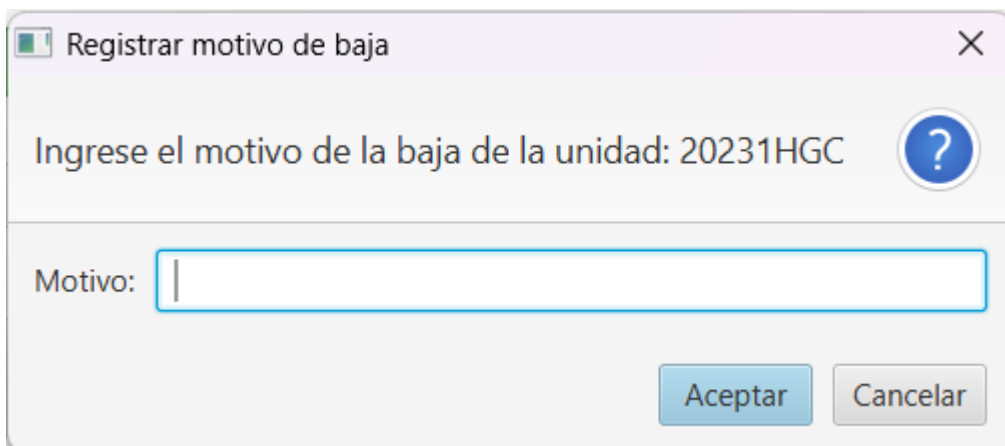 Registrar motivo de baja
Ingrese el motivo de la baja de la unidad: 20231HGC
?
Motivo:
Aceptar Cancelar